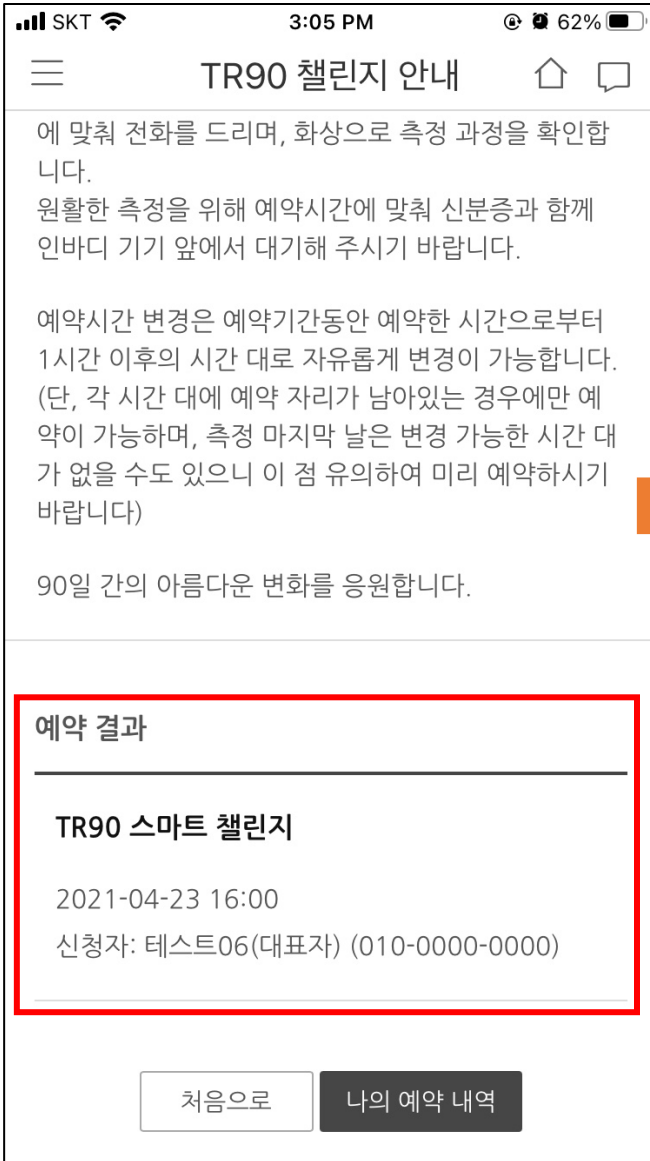 SKT 3:05 PM 62%
TR90 챌린지 안내
에 맞춰 전화를 드리며, 화상으로 측정 과정을 확인합
니다.
원활한 측정을 위해 예약시간에 맞춰 신분증과 함께
인바디 기기 앞에서 대기해 주시기 바랍니다.
예약시간 변경은 예약기간동안 예약한 시간으로부터
1시간 이후의 시간 대로 자유롭게 변경이 가능합니다.
(단, 각 시간 대에 예약 자리가 남아있는 경우에만 예
약이 가능하며, 측정 마지막 날은 변경 가능한 시간 대
가 없을 수도 있으니 이 점 유의하여 미리 예약하시기
바랍니다)
90일 간의 아름다운 변화를 응원합니다.
예약 결과
TR90 스마트 챌린지
2021-04-23 16:00
신청자: 테스트06(대표자) (010-0000-0000)
처음으로
나의 예약 내역